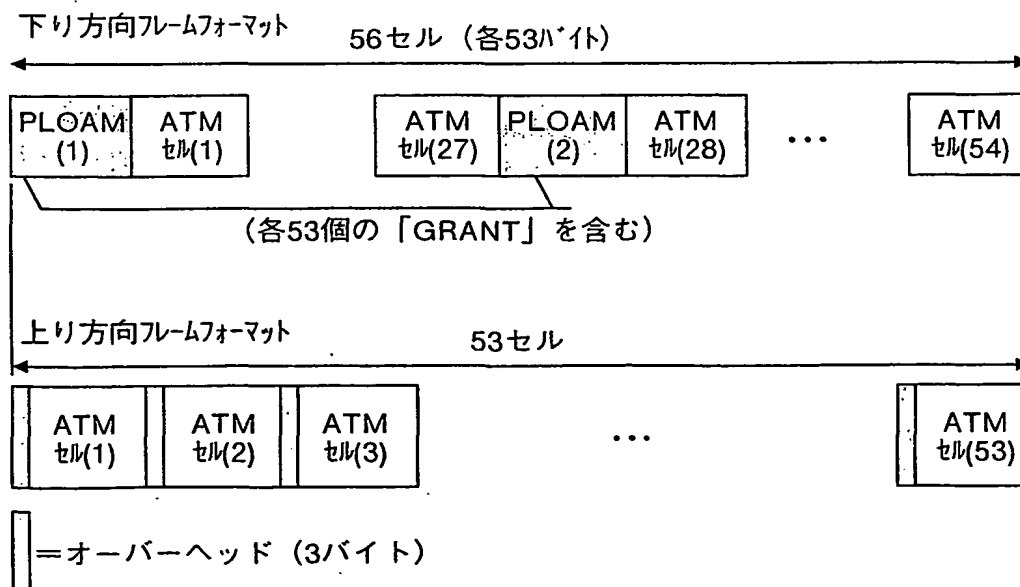 下り方向フレームフォーマット
56セル（各53バイト）
PLOAM
(1)
ATM
セル(1)
ATM
セル(27)
PLOAM
(2)
ATM
セル(28)
…
ATM
セル(54)
(各53個の「GRANT」を含む)
上り方向フレームフォーマット
53セル
ATM
セル(1)
ATM
セル(2)
ATM
セル(3)
…
ATM
セル(53)
＝オーバーヘッド（3バイト）